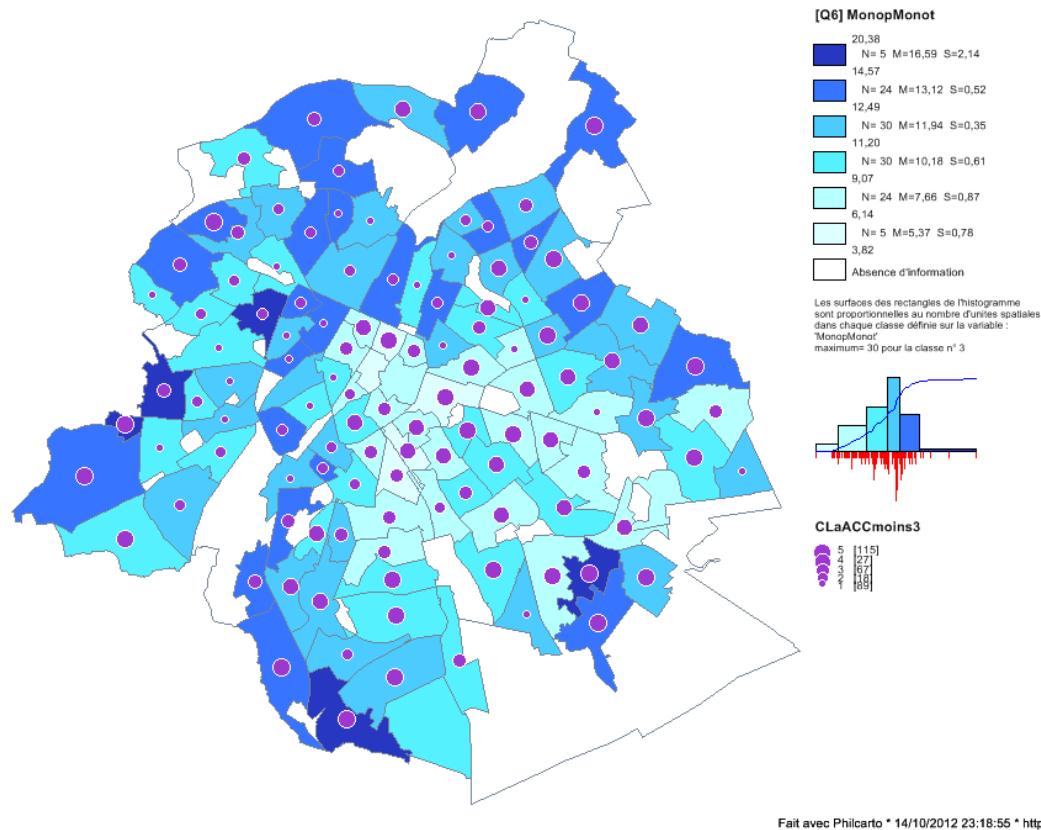 [Q6] MonopMonot
20,38
N= 5 M=16,59 S=2,14
14,57
N= 24 M=13,12 S=0,52
12,49
N= 30 M=11,94 S=0,35
11,20
N= 30 M=10,18 S=0,61
9,07
N= 24 M=7,66 S=0,87
6,14
N= 5 M=5,37 S=0,78
3,82
Absence d'information
Les surfaces des rectangles de l'histogramme
sont proportionnelles au nombre d'unites spatiales
dans chaque classe définie sur la variable :
'MonopMonot'
maximum= 30 pour la classe n° 3
CLaACCmoins3
5 [115]
4 [27]
3 [67]
2 [18]
1 [89]
Fait avec Philcarto * 14/10/2012 23:18:55 * http